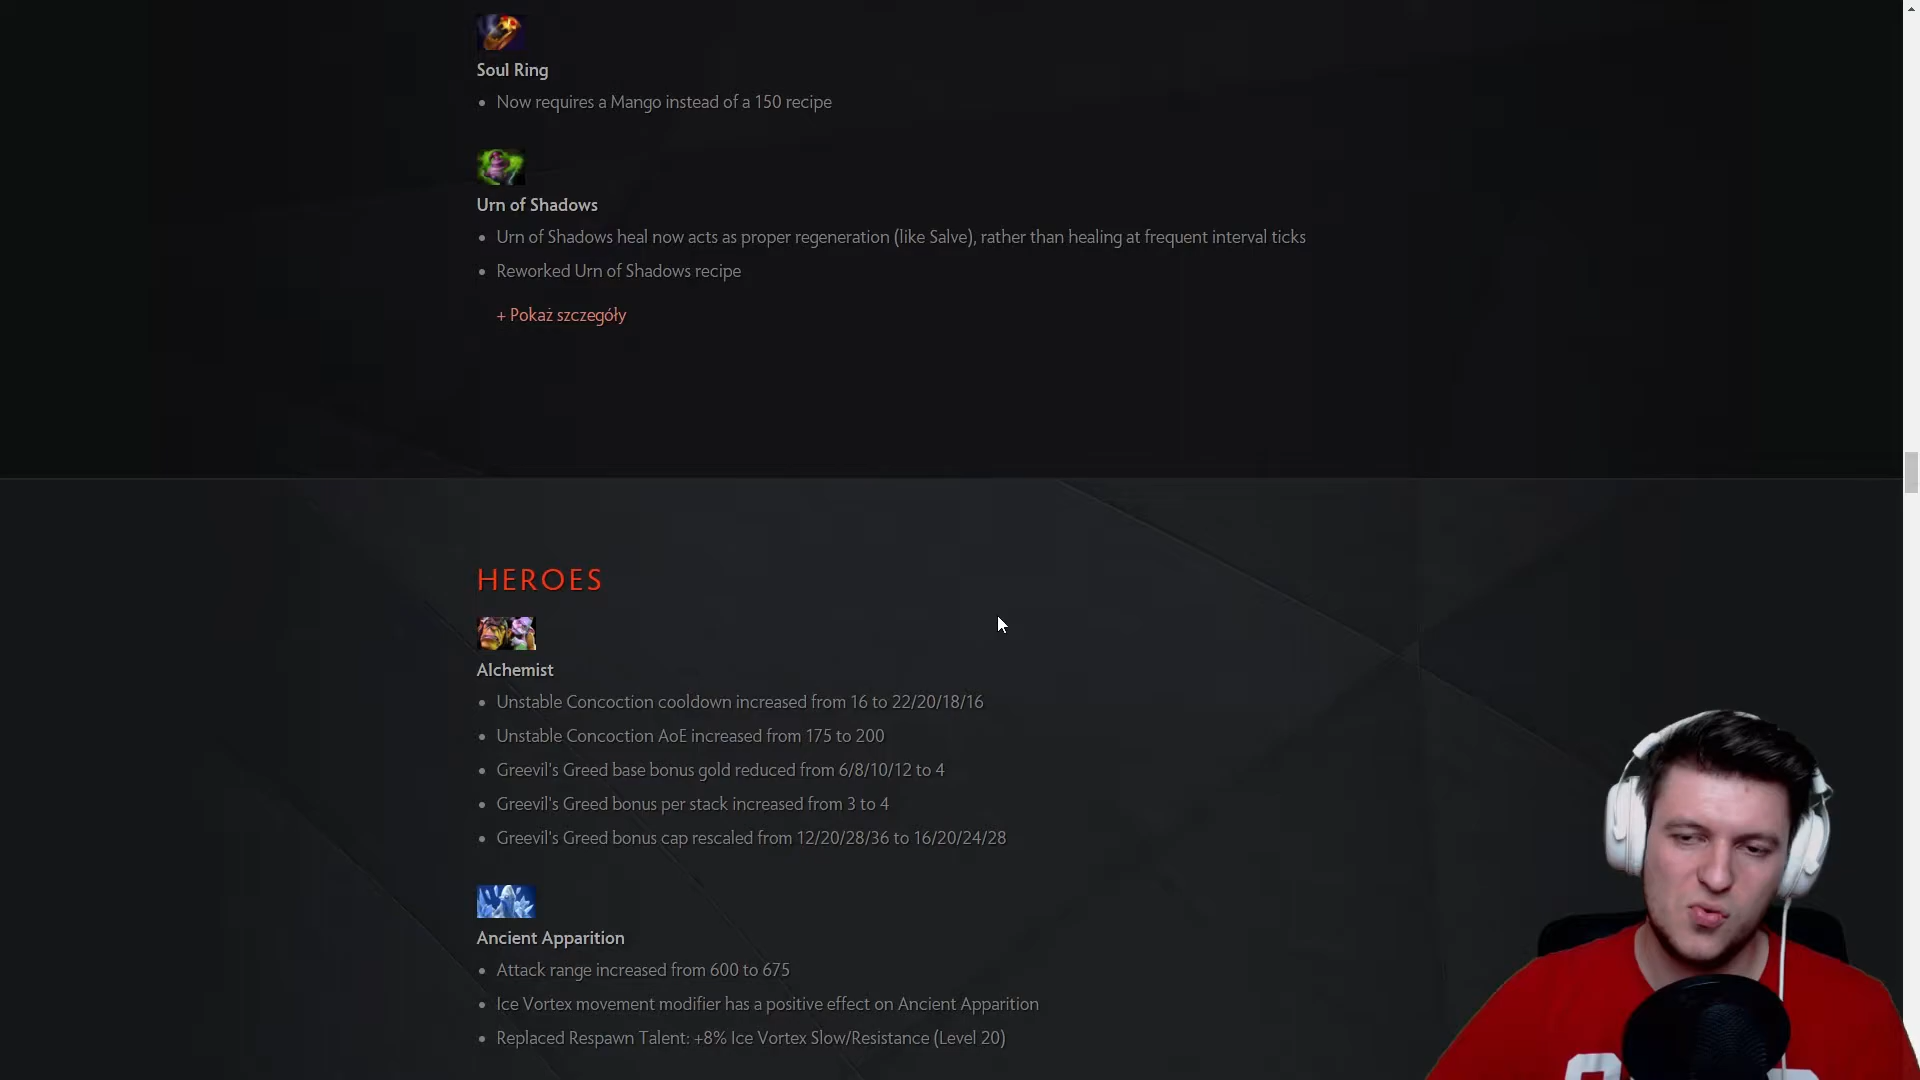 Soul Ring
Now requires a Mango instead of a 150 recipe
Urn of Shadows
Urn of Shadows heal now acts as proper regeneration (like Salve), rather than healing at frequent interval ticks
Reworked Urn of Shadows recipe
+ Pokaż szczegóły
HEROES
Alchemist
Unstable Concoction cooldown increased from 16 to 22/20/18/16
Unstable Concoction AoE increased from 175 to 200
Greevil's Greed base bonus gold reduced from 6/8/10/12 to 4
Greevil's Greed bonus per stack increased from 3 to 4
Greevil's Greed bonus cap rescaled from 12/20/28/36 to 16/20/24/28
Ancient Apparition
Attack range increased from 600 to 675
Ice Vortex movement modifier has a positive effect on Ancient Apparition
Replaced Respawn Talent: +8% Ice Vortex Slow/Resistance (Level 20)